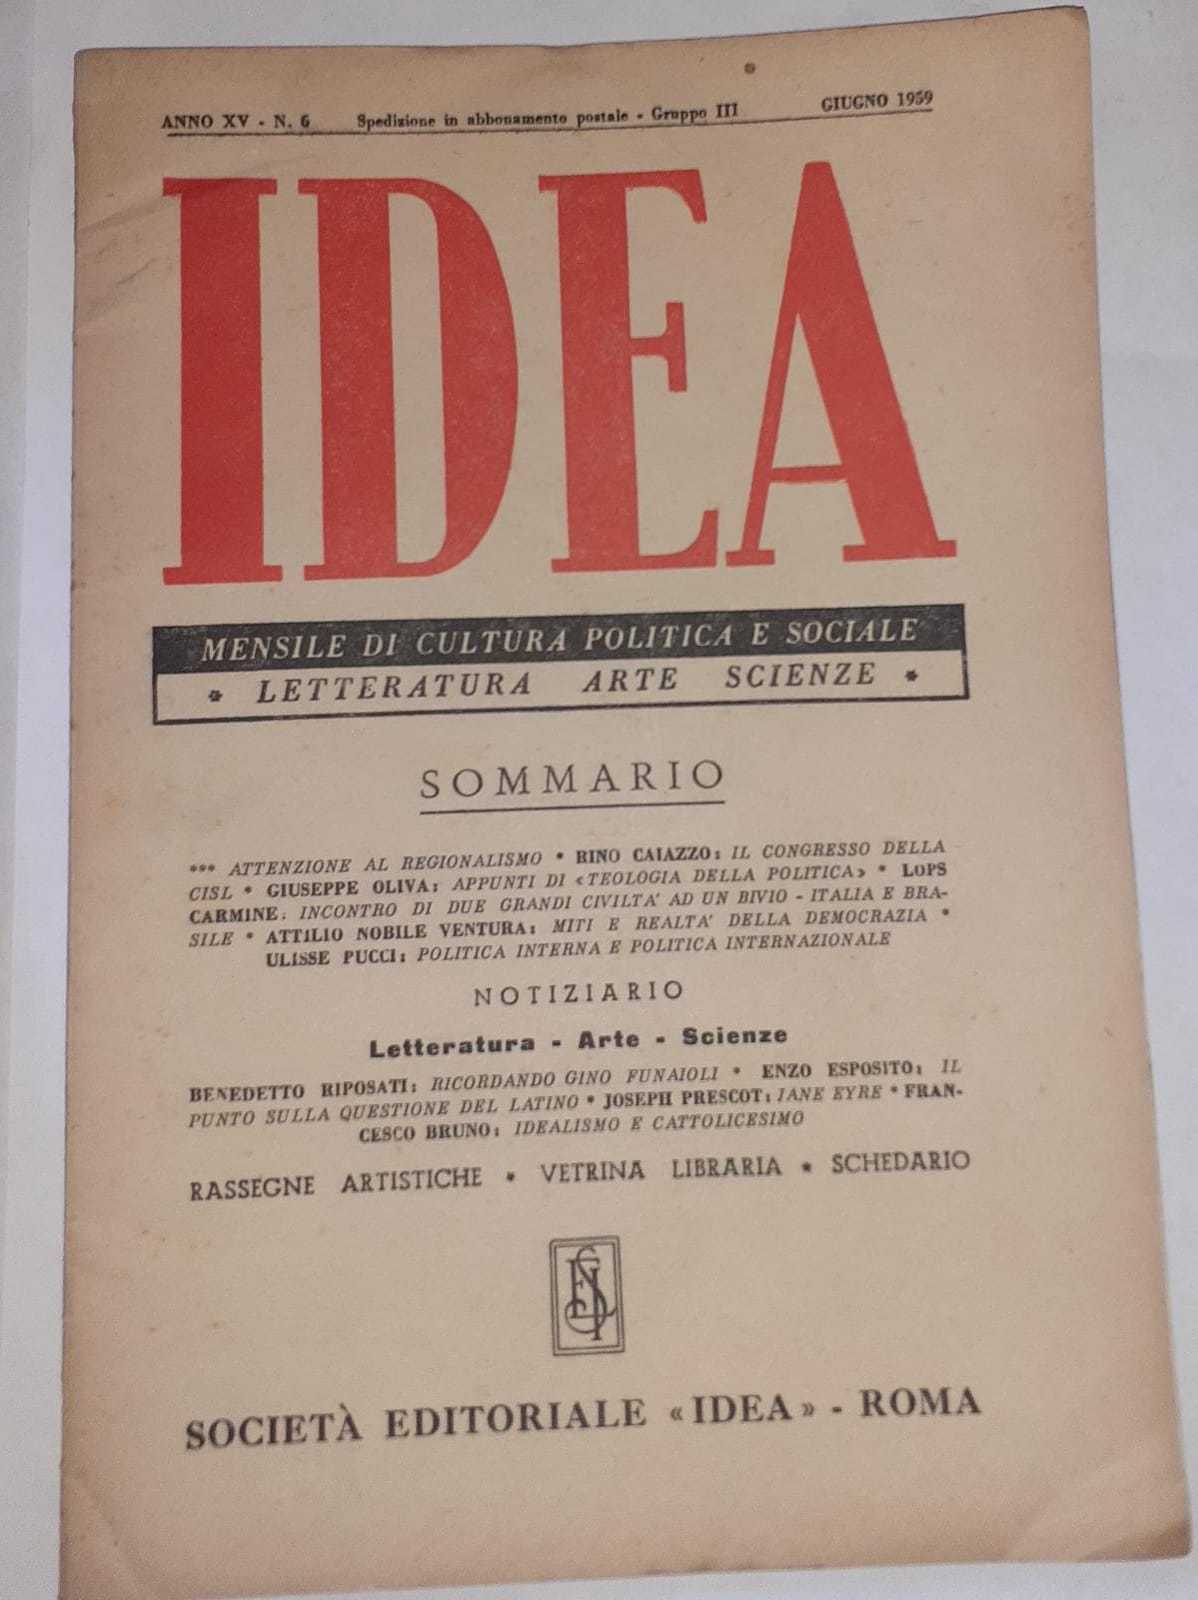 ANNO XV - N. 6 Spedizione in abbonamento postale - Gruppo III GIUGNO 1959
IDEA
MENSILE DI CULTURA POLITICA E SOCIALE
* LETTERATURA ARTE SCIENZE *
SOMMARIO
*** ATTENZIONE AL REGIONALISMO * RINO CAIAZZO: IL CONGRESSO DELLA
CISL * GIUSEPPE OLIVA: APPUNTI DI «TEOLOGIA DELLA POLITICA» * LOPS
CARMINE: INCONTRO DI DUE GRANDI CIVILTA' AD UN BIVIO - ITALIA E BRA-
SILE * ATTILIO NOBILE VENTURA: MITI E REALTA' DELLA DEMOCRAZIA *
ULISSE PUCCI: POLITICA INTERNA E POLITICA INTERNAZIONALE
NOTIZIARIO
Letteratura - Arte - Scienze
BENEDETTO RIPOSATI: RICORDANDO GINO FUNAIOLI * ENZO ESPOSITO: IL
PUNTO SULLA QUESTIONE DEL LATINO * JOSEPH PRESCOT: JANE EYRE * FRAN-
CESCO BRUNO: IDEALISMO E CATTOLICESIMO
RASSEGNE ARTISTICHE * VETRINA LIBRARIA * SCHEDARIO
SOCIETÀ EDITORIALE «IDEA» - ROMA